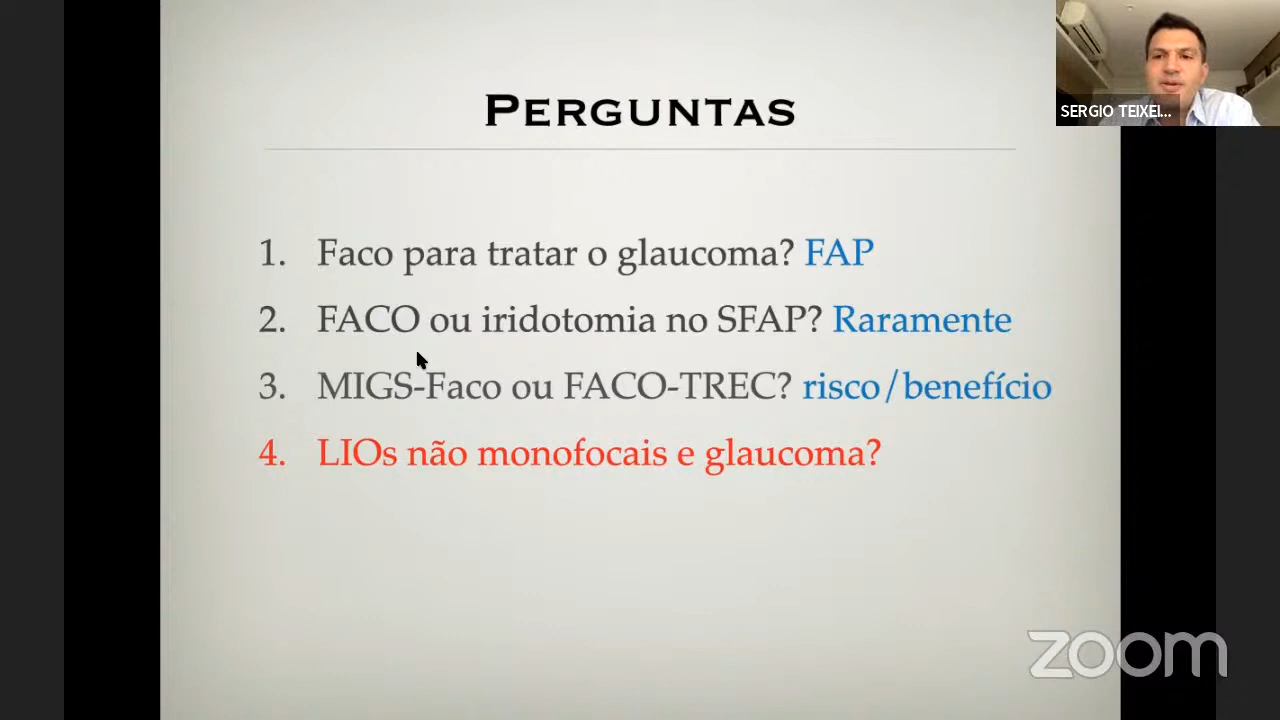 PERGUNTAS
SERGIO TEIXEI...
1. Faco para tratar o glaucoma? FAP
2. FACO ou iridotomia no SFAP? Raramente
3. MIGS-Faco ou FACO-TREC? risco/benefício
4. LIOs não monofocais e glaucoma?
zoom